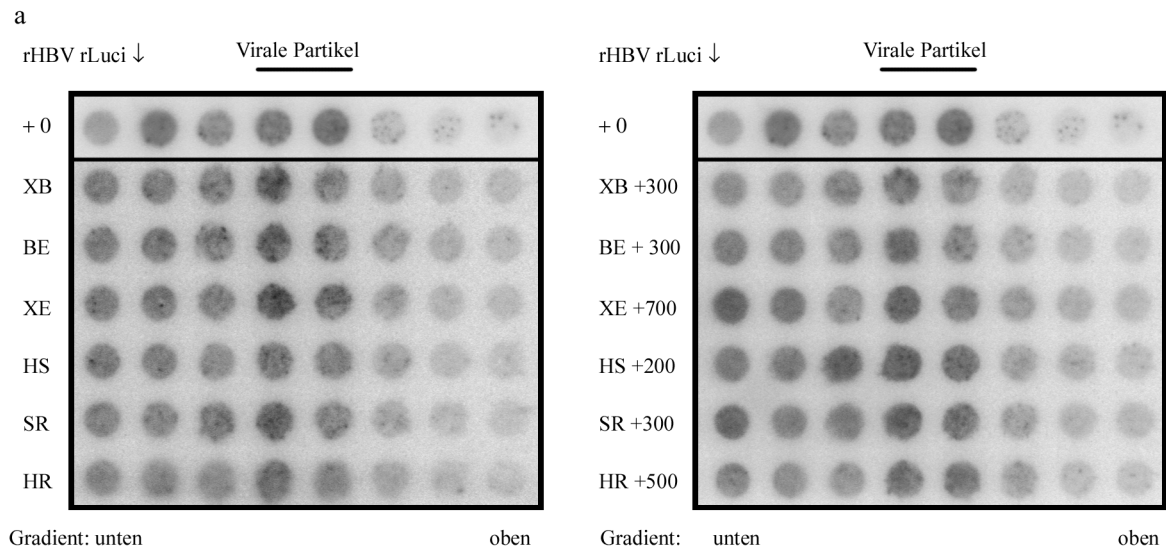 a
rHBV rLuci ↓ Virale Partikel rHBV rLuci ↓ Virale Partikel
+ 0 + 0
XB XB +300
BE BE + 300
XE XE +700
HS HS +200
SR SR +300
HR HR +500
Gradient: unten oben Gradient: unten oben